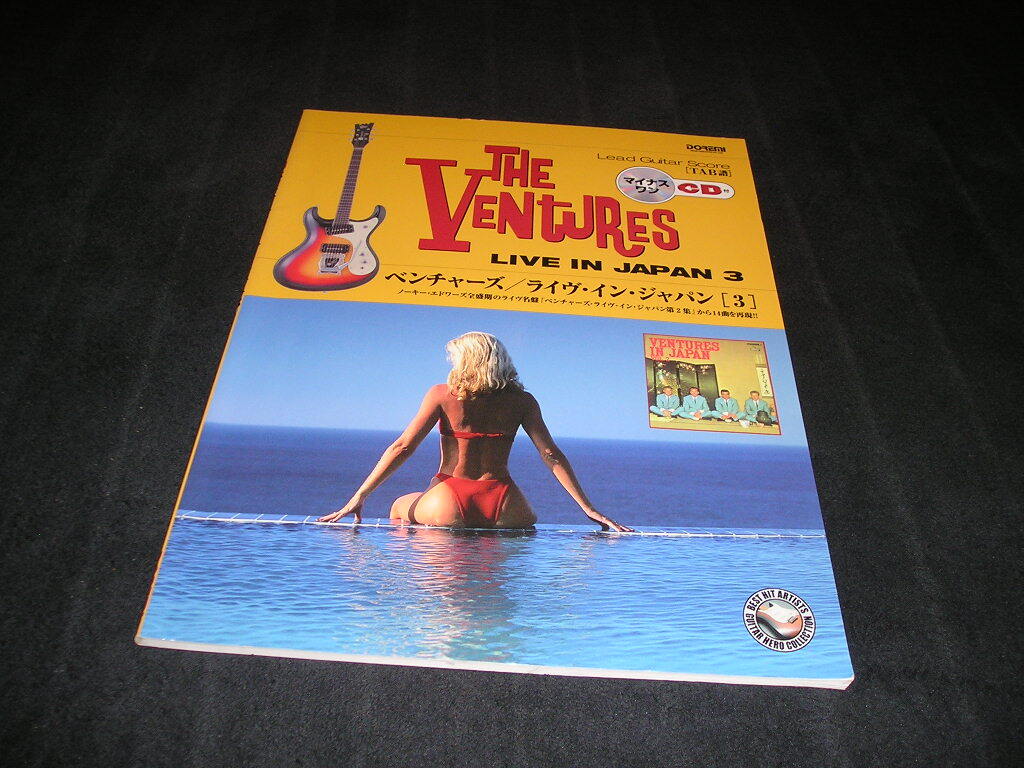 DOREMI
Lead Guitar Score
[TAB譜]
マイナス
ワン
CD付
THE
VENTURES
LIVE IN JAPAN 3
ベンチャーズ／ライヴ・イン・ジャパン [3]
ノーキー・エドワーズ全盛期のライヴ名盤「ベンチャーズ・ライヴ・イン・ジャパン第2集」から14曲を再現!!
VENTURES
IN JAPAN
BEST HIT ARTISTS
GUITAR HERO COLLECTION